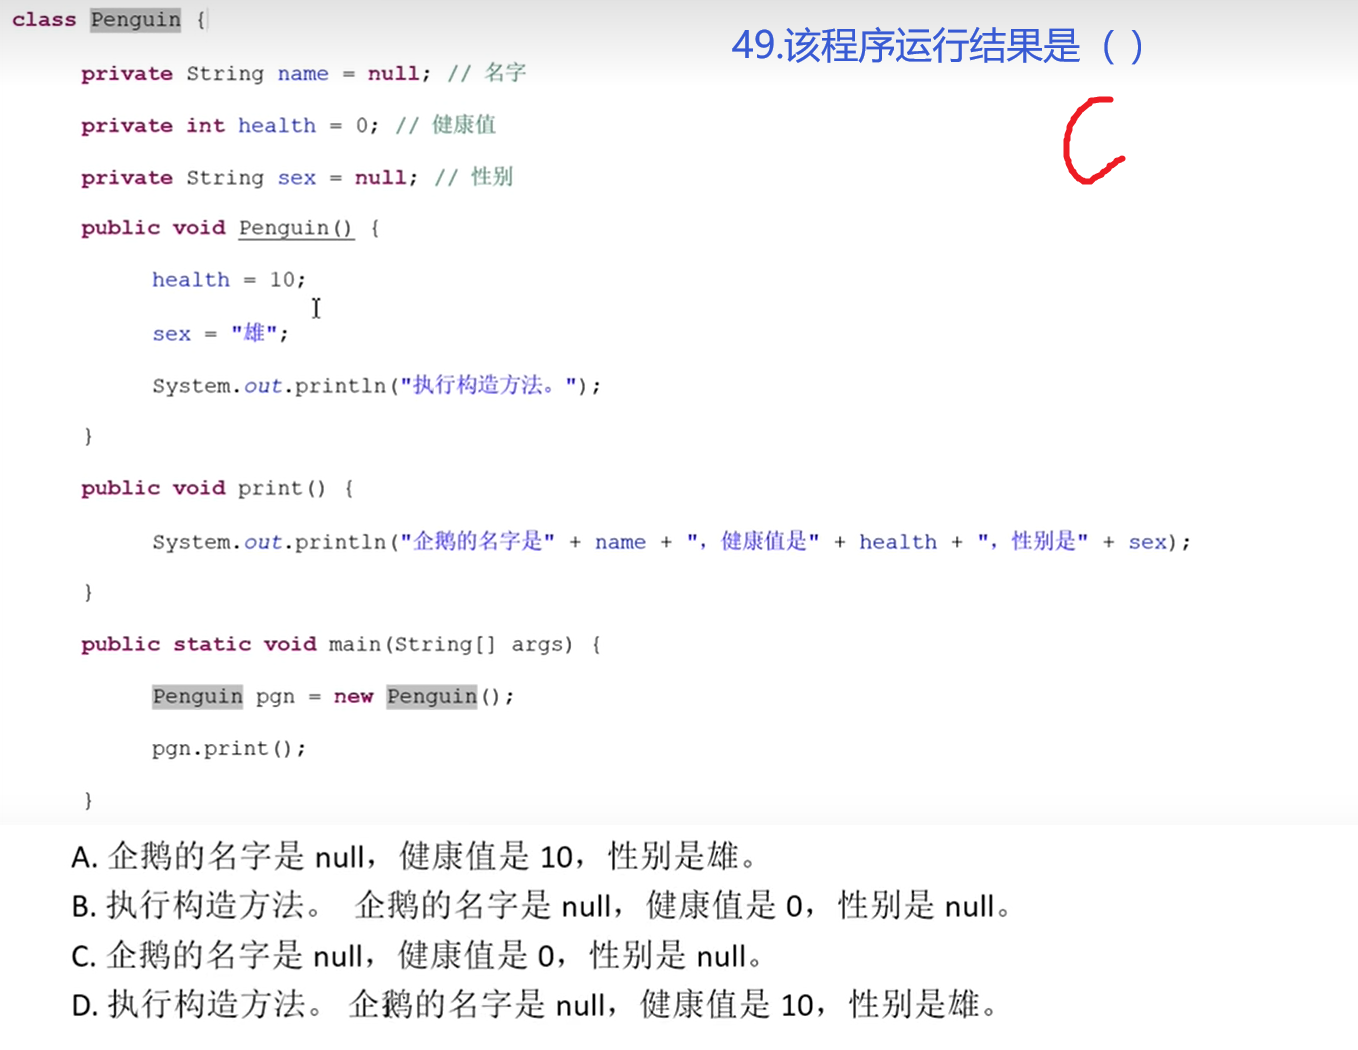 class Penguin {
49.该程序运行结果是（ ）
private String name = null; // 名字
private int health = 0; // 健康值
C
private String sex = null; // 性别
public void Penguin() {
health = 10;
sex = "雄";
System.out.println("执行构造方法。");
}
public void print() {
System.out.println("企鹅的名字是" + name + ", 健康值是" + health + ", 性别是" + sex);
}
public static void main(String[] args) {
Penguin pgn = new Penguin();
pgn.print();
}
A. 企鹅的名字是 null，健康值是 10，性别是雄。
B. 执行构造方法。 企鹅的名字是 null，健康值是 0，性别是 null。
C. 企鹅的名字是 null，健康值是 0，性别是 null。
D. 执行构造方法。 企鹅的名字是 null，健康值是 10，性别是雄。